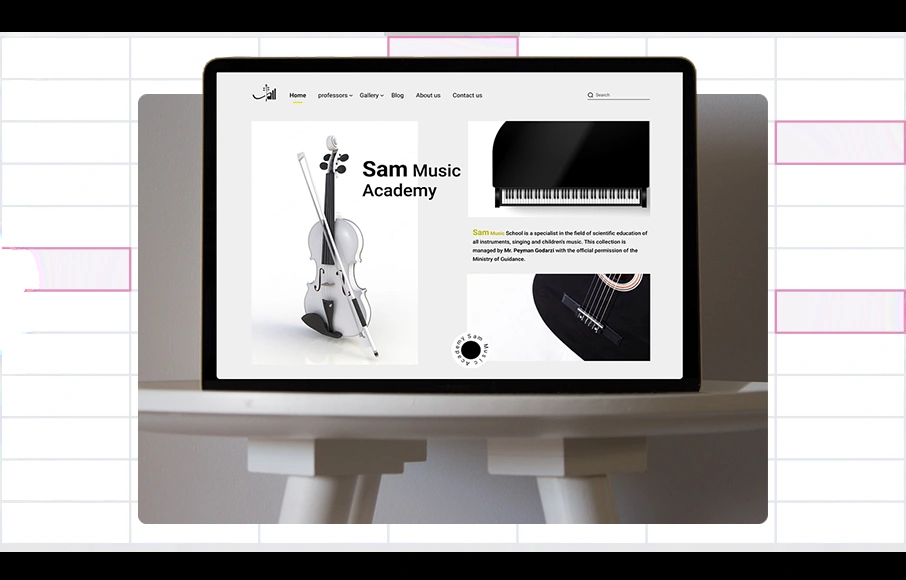 Home professors Gallery Blog About us Contact us Search
Sam Music
Academy
Sam Music School is a specialist in the field of scientific education of
all instruments, singing and children's music. This collection is
managed by Mr. Peyman Godarzi with the official permission of the
Ministry of Guidance.
Sam Music Academy